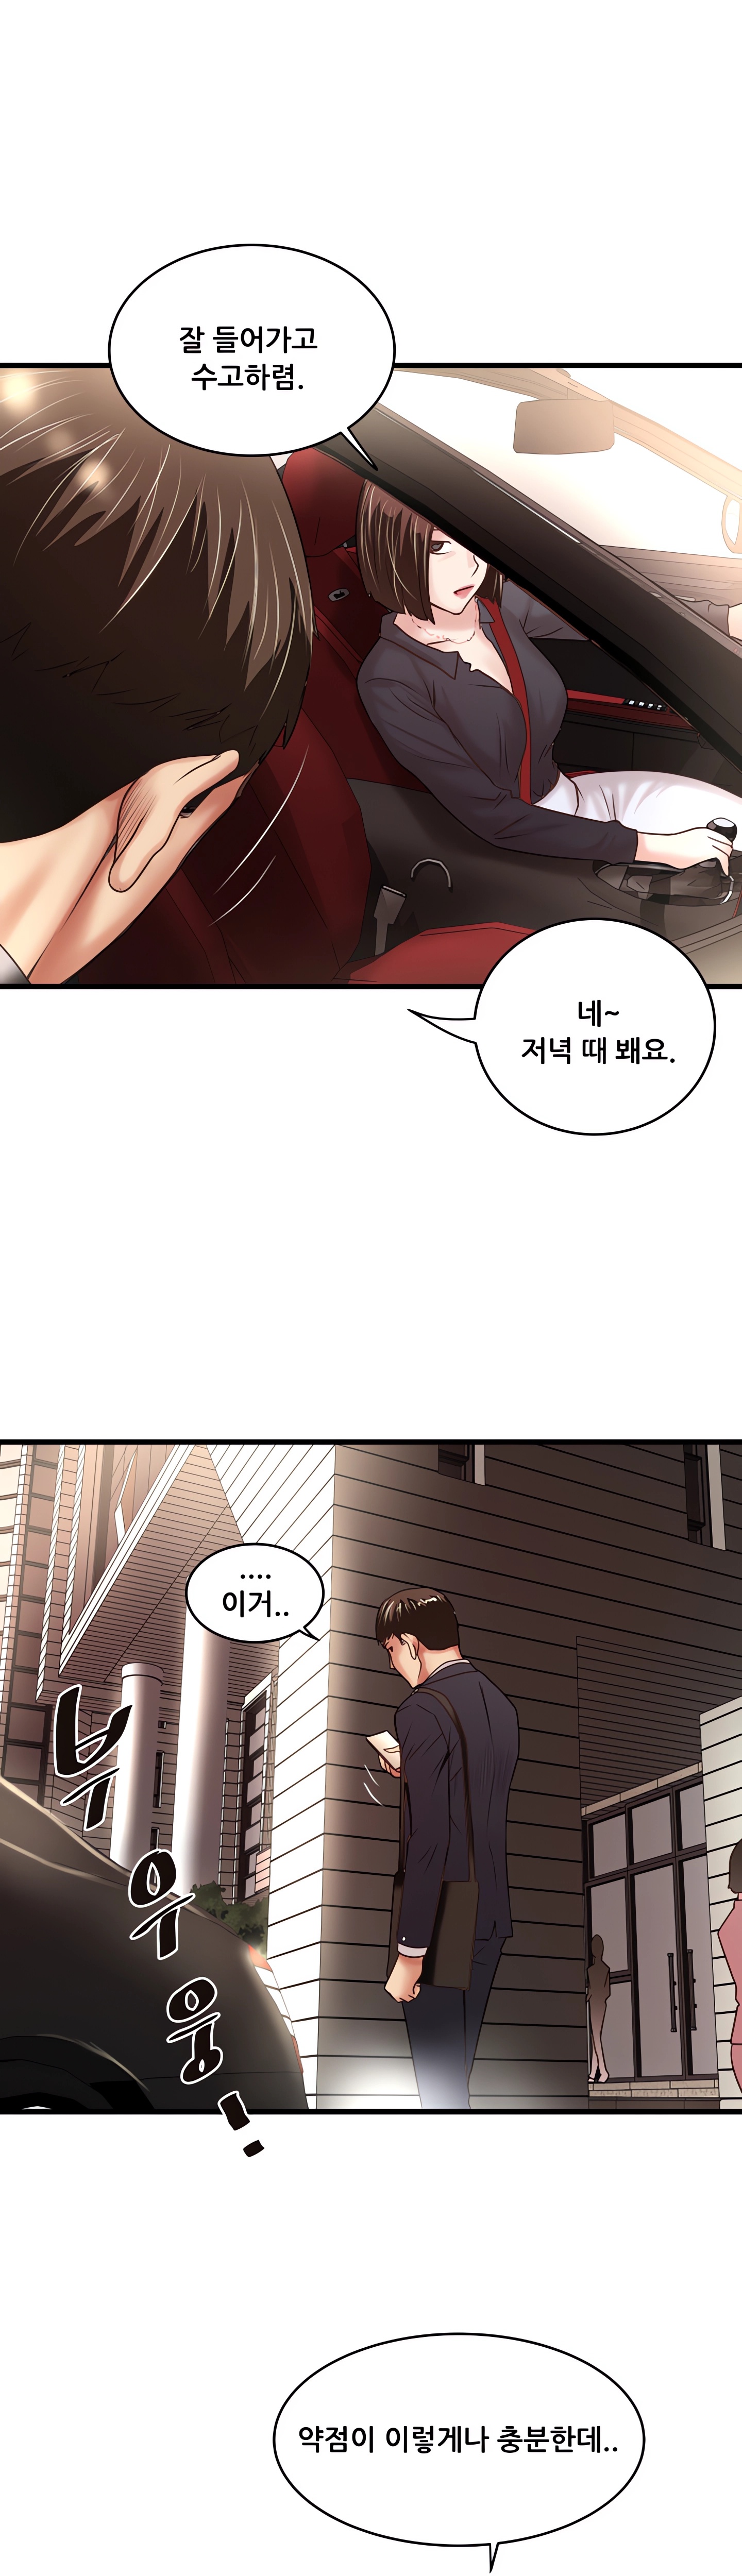 잘 들어가고
수고하렴.
네~
저녁 때 봬요.
....
이거..
부우웅..
약점이 이렇게나 충분한데..